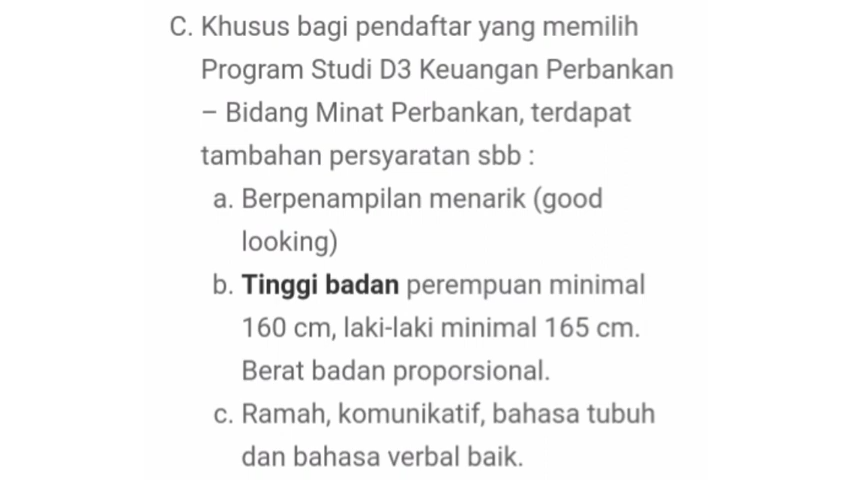 C. Khusus bagi pendaftar yang memilih
Program Studi D3 Keuangan Perbankan
– Bidang Minat Perbankan, terdapat
tambahan persyaratan sbb :
a. Berpenampilan menarik (good
looking)
b. Tinggi badan perempuan minimal
160 cm, laki-laki minimal 165 cm.
Berat badan proporsional.
c. Ramah, komunikatif, bahasa tubuh
dan bahasa verbal baik.